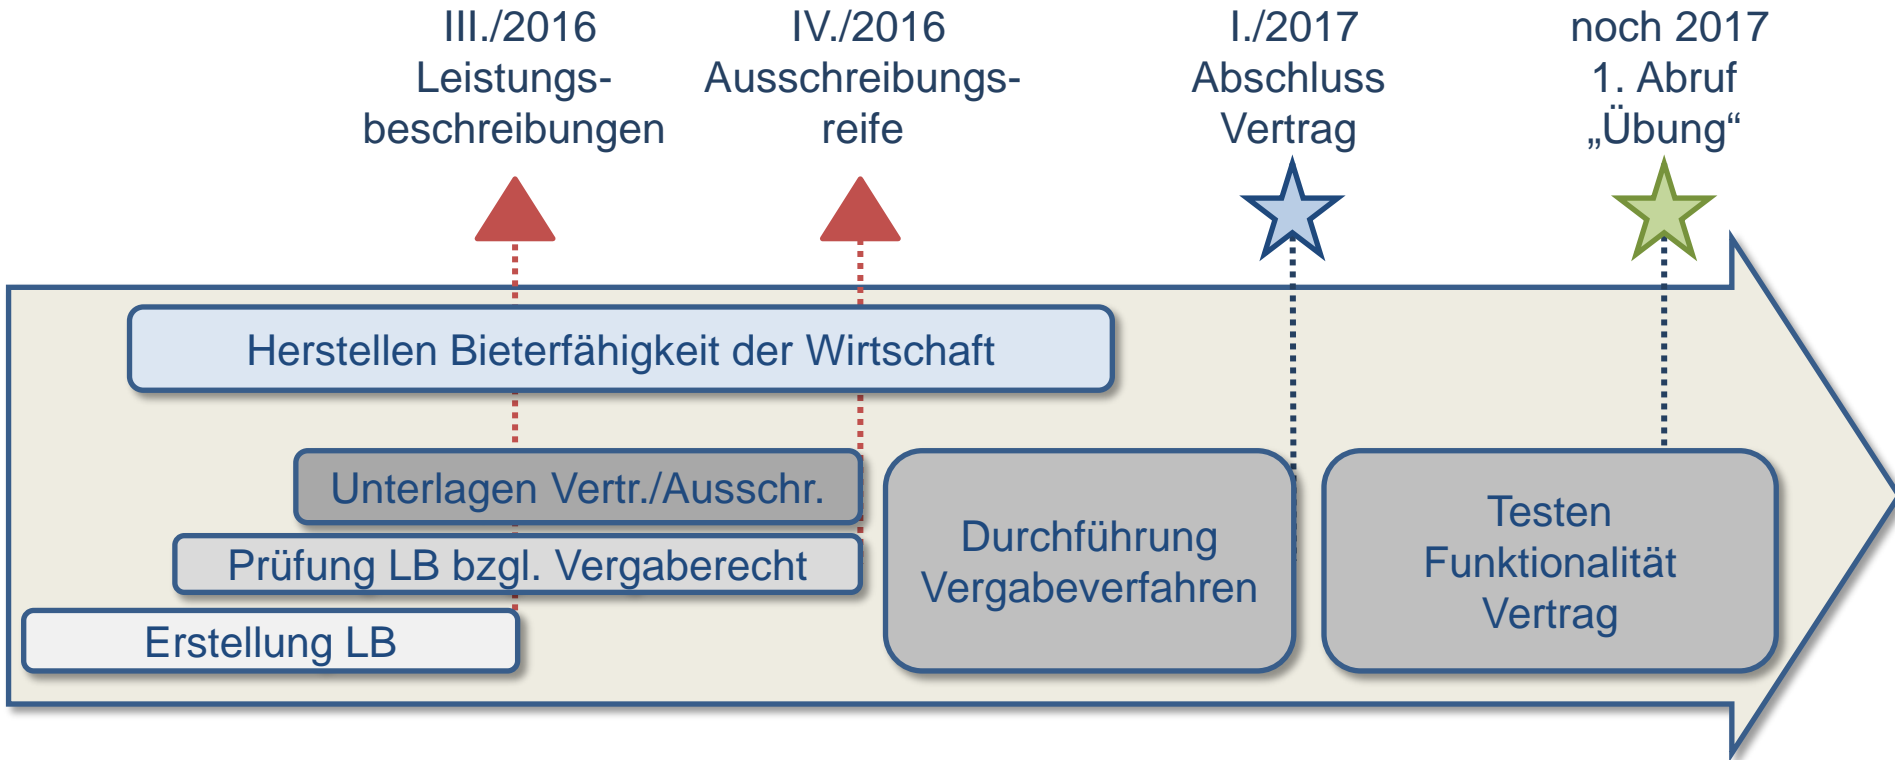 III./2016
Leistungs-
beschreibungen
IV./2016
Ausschreibungs-
reife
I./2017
Abschluss
Vertrag
noch 2017
1. Abruf
„Übung“
Herstellen Bieterfähigkeit der Wirtschaft
Unterlagen Vertr./Ausschr.
Prüfung LB bzgl. Vergaberecht
Erstellung LB
Durchführung
Vergabeverfahren
Testen
Funktionalität
Vertrag